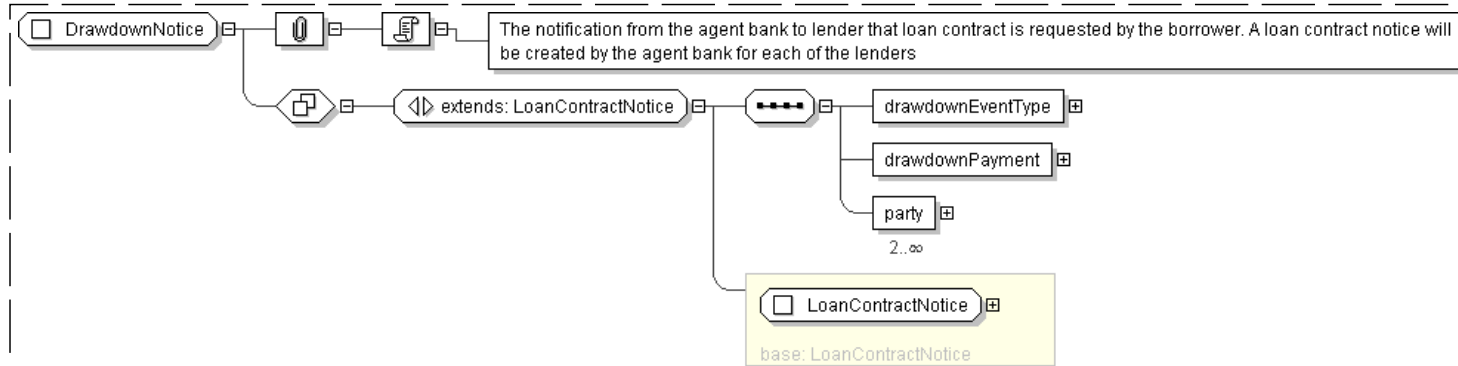 DrawdownNotice
The notification from the agent bank to lender that loan contract is requested by the borrower. A loan contract notice will
be created by the agent bank for each of the lenders
extends: LoanContractNotice
drawdownEventType
drawdownPayment
party
2..∞
LoanContractNotice
base: LoanContractNotice